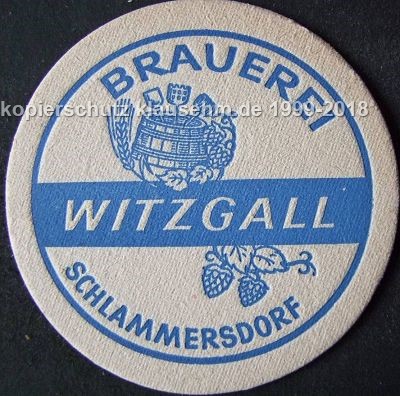 BRAUEREI
kopierschutz klausehm.de 1999-2018
WITZGALL
SCHLAMMERSDORF